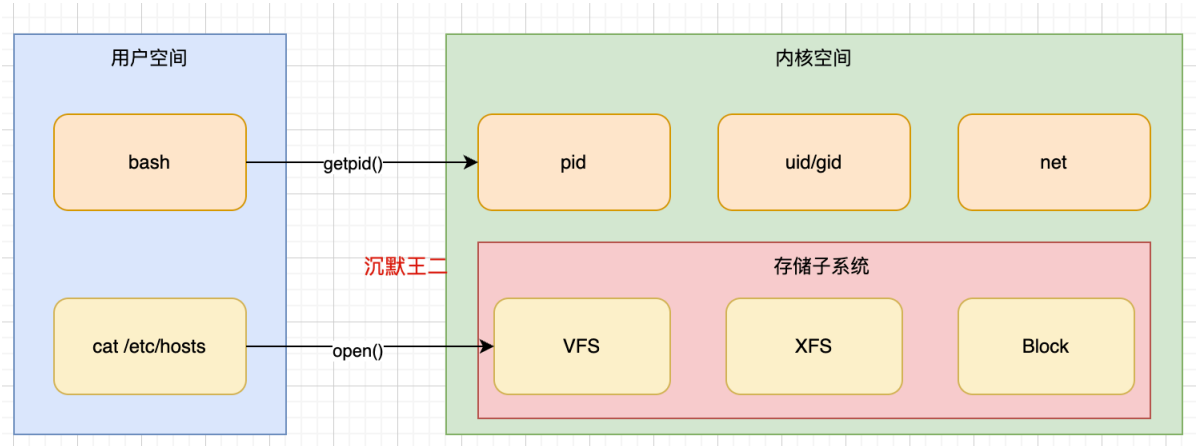 用户空间
内核空间
bash
getpid()
pid
uid/gid
net
沉默王二
存储子系统
cat /etc/hosts
open()
VFS
XFS
Block